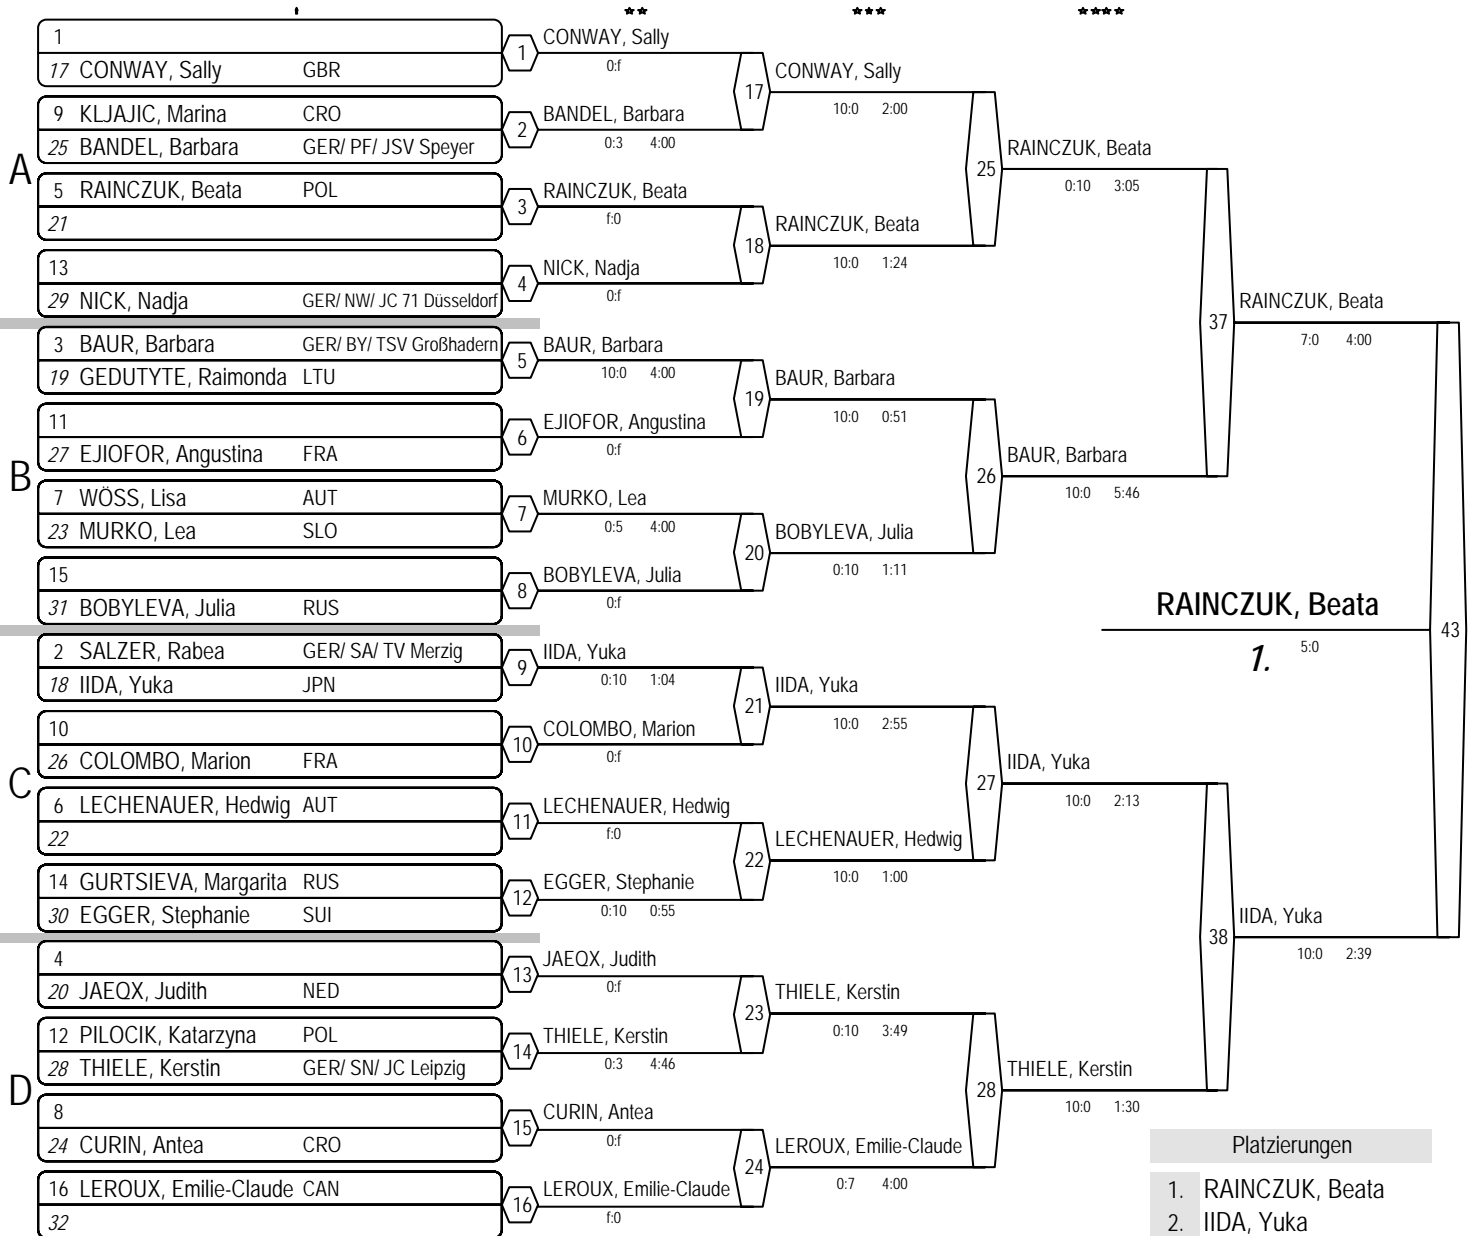 1
17 CONWAY, Sally GBR
9 KLJAJIC, Marina CRO
25 BANDEL, Barbara GER/ PF/ JSV Speyer
A
5 RAINCZUK, Beata POL
21
13
29 NICK, Nadja GER/ NW/ JC 71 Düsseldorf
3 BAUR, Barbara GER/ BY/ TSV Großhadern
19 GEDUTYTE, Raimonda LTU
11
27 EJIOFOR, Angustina FRA
B
7 WÖSS, Lisa AUT
23 MURKO, Lea SLO
15
31 BOBYLEVA, Julia RUS
2 SALZER, Rabea GER/ SA/ TV Merzig
18 IIDA, Yuka JPN
10
26 COLOMBO, Marion FRA
C
6 LECHENAUER, Hedwig AUT
22
14 GURTSIEVA, Margarita RUS
30 EGGER, Stephanie SUI
4
20 JAEQX, Judith NED
12 PILOCIK, Katarzyna POL
28 THIELE, Kerstin GER/ SN/ JC Leipzig
D
8
24 CURIN, Antea CRO
16 LEROUX, Emilie-Claude CAN
32
1 CONWAY, Sally
0:f
2 BANDEL, Barbara
0:3 4:00
3 RAINCZUK, Beata
f:0
4 NICK, Nadja
0:f
5 BAUR, Barbara
10:0 4:00
6 EJIOFOR, Angustina
0:f
7 MURKO, Lea
0:5 4:00
8 BOBYLEVA, Julia
0:f
9 IIDA, Yuka
0:10 1:04
10 COLOMBO, Marion
0:f
11 LECHENAUER, Hedwig
f:0
12 EGGER, Stephanie
0:10 0:55
13 JAEQX, Judith
0:f
14 THIELE, Kerstin
0:3 4:46
15 CURIN, Antea
0:f
16 LEROUX, Emilie-Claude
f:0
17 CONWAY, Sally
10:0 2:00
18 RAINCZUK, Beata
10:0 1:24
19 BAUR, Barbara
10:0 0:51
20 BOBYLEVA, Julia
0:10 1:11
21 IIDA, Yuka
10:0 2:55
22 LECHENAUER, Hedwig
10:0 1:00
23 THIELE, Kerstin
0:10 3:49
24 LEROUX, Emilie-Claude
0:7 4:00
25 RAINCZUK, Beata
0:10 3:05
26 BAUR, Barbara
10:0 5:46
27 IIDA, Yuka
10:0 2:13
28 THIELE, Kerstin
10:0 1:30
37 RAINCZUK, Beata
7:0 4:00
38 IIDA, Yuka
10:0 2:39
RAINCZUK, Beata 43
1. 5:0
Platzierungen
1. RAINCZUK, Beata
2. IIDA, Yuka